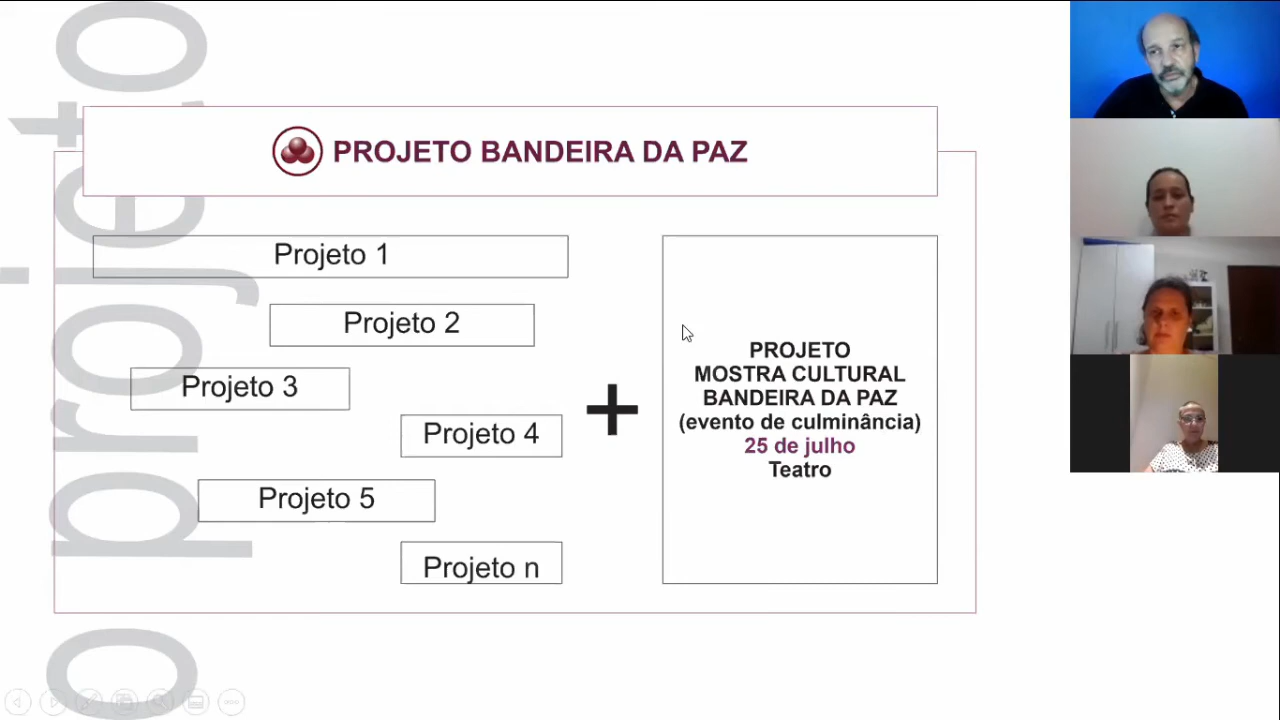 o projeto
PROJETO BANDEIRA DA PAZ
Projeto 1
Projeto 2
Projeto 3
Projeto 4
Projeto 5
Projeto n
+
PROJETO
MOSTRA CULTURAL
BANDEIRA DA PAZ
(evento de culminância)
25 de julho
Teatro